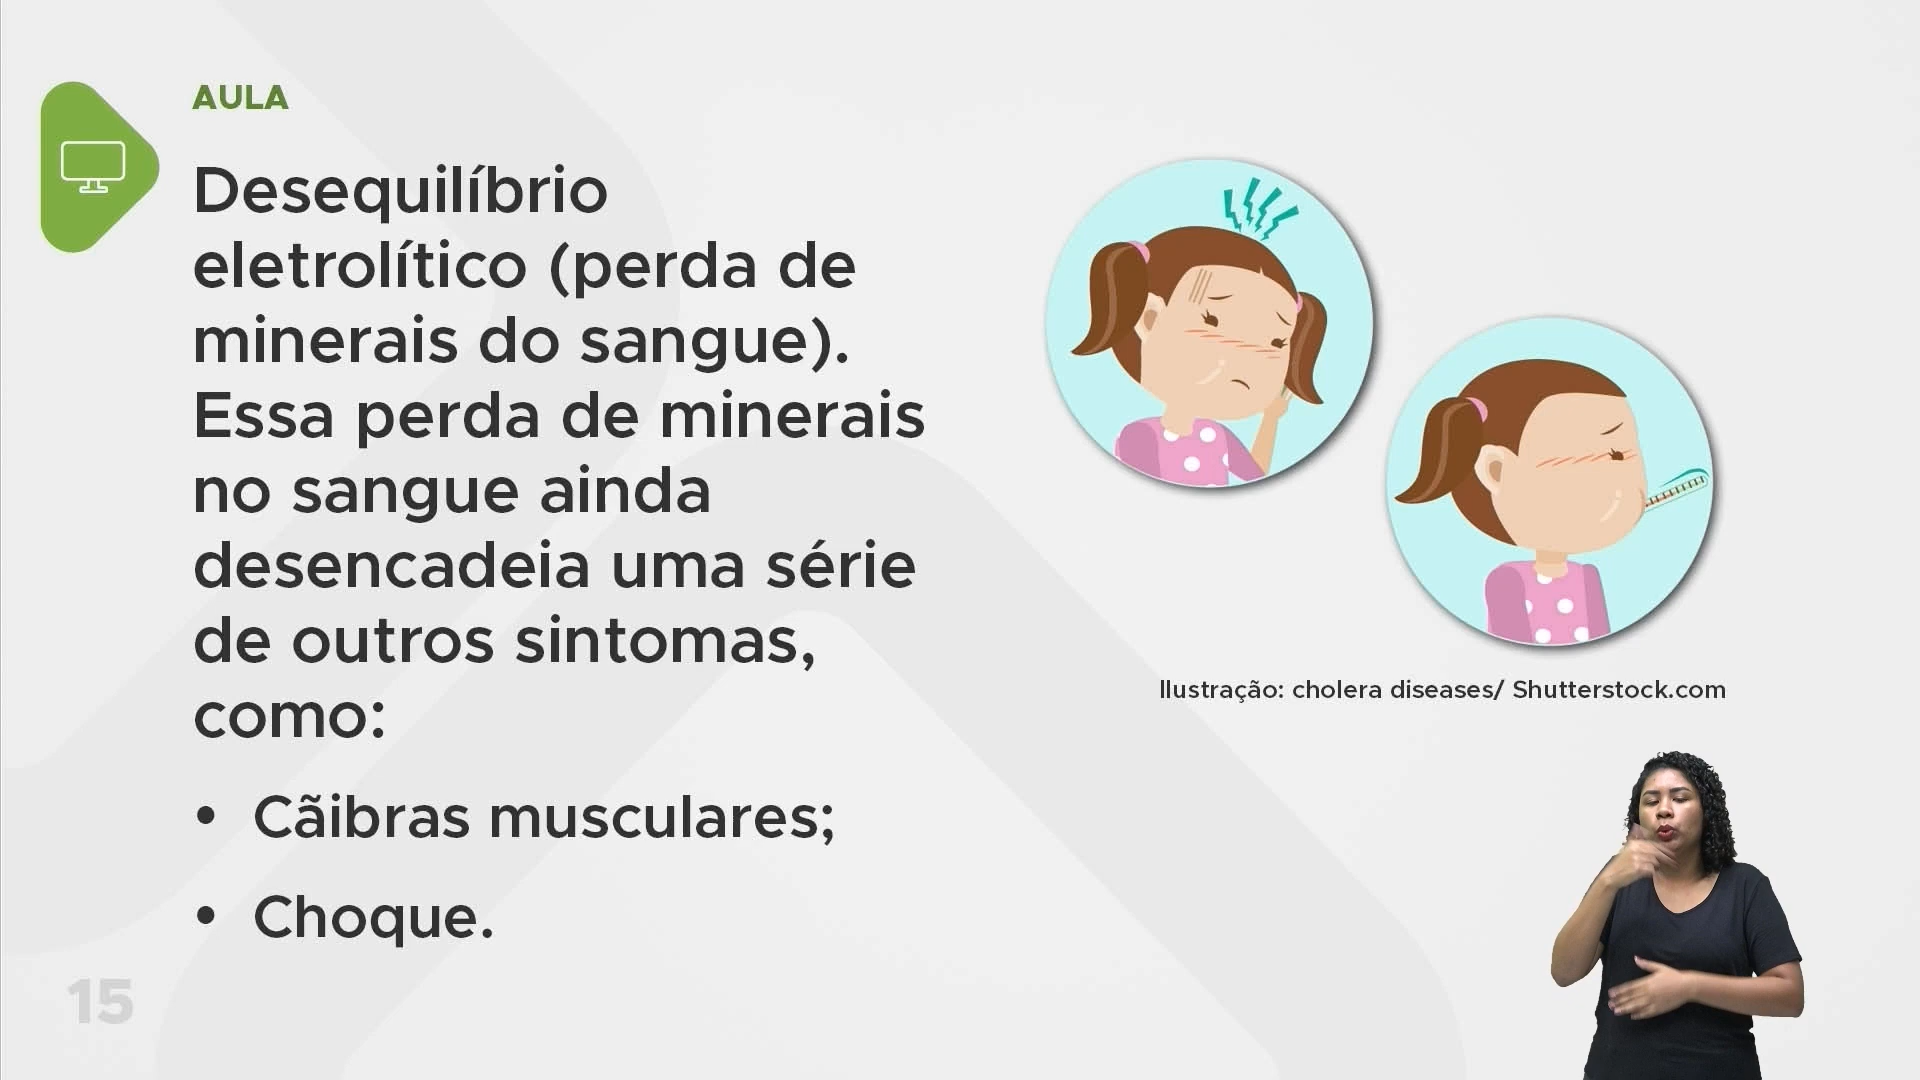 AULA
Desequilíbrio
eletrolítico (perda de
minerais do sangue).
Essa perda de minerais
no sangue ainda
desencadeia uma série
de outros sintomas,
como:
• Cãibras musculares;
• Choque.
Ilustração: cholera diseases/ Shutterstock.com
15